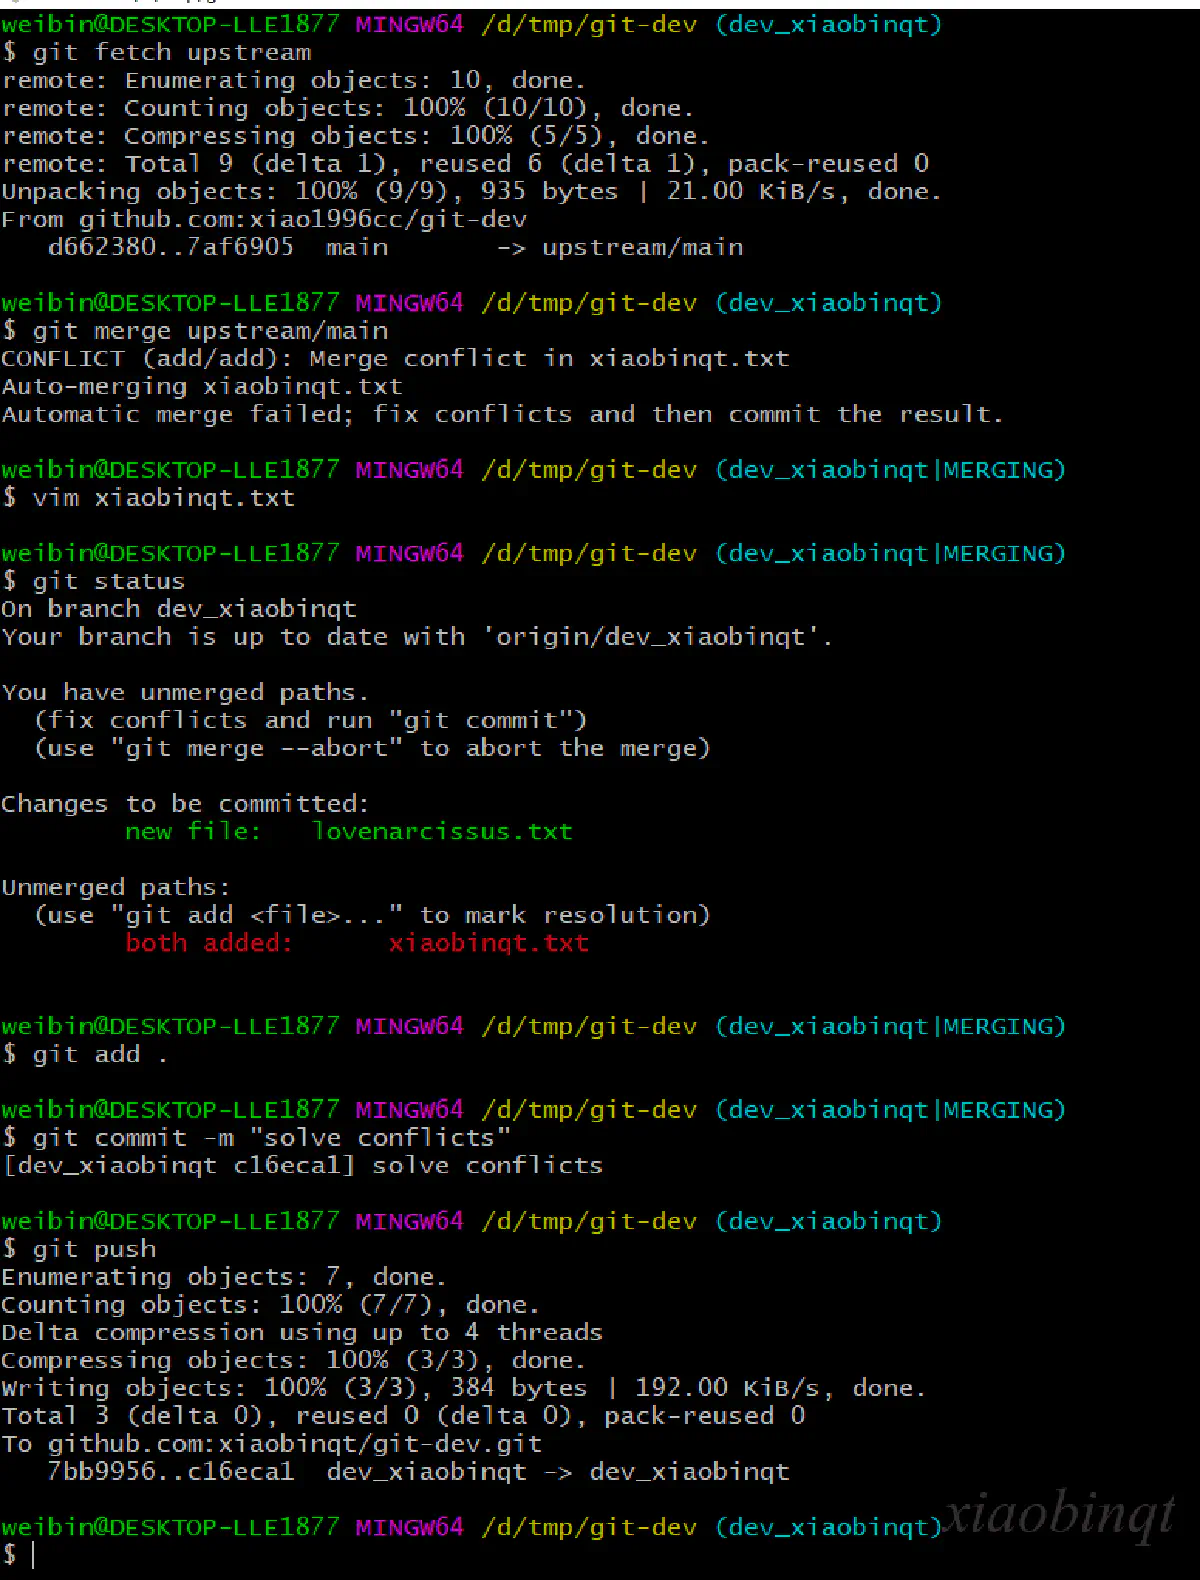 weibin@DESKTOP-LLE1877 MINGW64 /d/tmp/git-dev (dev_xiaobinqt)
$ git fetch upstream
remote: Enumerating objects: 10, done.
remote: Counting objects: 100% (10/10), done.
remote: Compressing objects: 100% (5/5), done.
remote: Total 9 (delta 1), reused 6 (delta 1), pack-reused 0
Unpacking objects: 100% (9/9), 935 bytes | 21.00 KiB/s, done.
From github.com:xiao1996cc/git-dev
   d662380..7af6905  main       -> upstream/main

weibin@DESKTOP-LLE1877 MINGW64 /d/tmp/git-dev (dev_xiaobinqt)
$ git merge upstream/main
CONFLICT (add/add): Merge conflict in xiaobinqt.txt
Auto-merging xiaobinqt.txt
Automatic merge failed; fix conflicts and then commit the result.

weibin@DESKTOP-LLE1877 MINGW64 /d/tmp/git-dev (dev_xiaobinqt|MERGING)
$ vim xiaobinqt.txt

weibin@DESKTOP-LLE1877 MINGW64 /d/tmp/git-dev (dev_xiaobinqt|MERGING)
$ git status
On branch dev_xiaobinqt
Your branch is up to date with 'origin/dev_xiaobinqt'.

You have unmerged paths.
  (fix conflicts and run "git commit")
  (use "git merge --abort" to abort the merge)

Changes to be committed:
        new file:   lovenarcissus.txt

Unmerged paths:
  (use "git add <file>..." to mark resolution)
        both added:      xiaobinqt.txt

weibin@DESKTOP-LLE1877 MINGW64 /d/tmp/git-dev (dev_xiaobinqt|MERGING)
$ git add .

weibin@DESKTOP-LLE1877 MINGW64 /d/tmp/git-dev (dev_xiaobinqt|MERGING)
$ git commit -m "solve conflicts"
[dev_xiaobinqt c16eca1] solve conflicts

weibin@DESKTOP-LLE1877 MINGW64 /d/tmp/git-dev (dev_xiaobinqt)
$ git push
Enumerating objects: 7, done.
Counting objects: 100% (7/7), done.
Delta compression using up to 4 threads
Compressing objects: 100% (3/3), done.
Writing objects: 100% (3/3), 384 bytes | 192.00 KiB/s, done.
Total 3 (delta 0), reused 0 (delta 0), pack-reused 0
To github.com:xiaobinqt/git-dev.git
   7bb9956..c16eca1  dev_xiaobinqt -> dev_xiaobinqt

weibin@DESKTOP-LLE1877 MINGW64 /d/tmp/git-dev (dev_xiaobinqt)
$
xiaobinqt